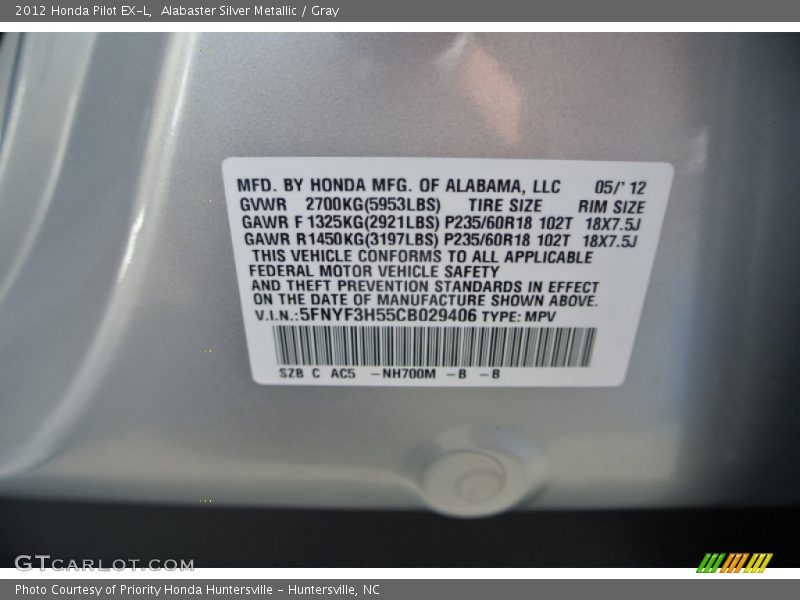 2012 Honda Pilot EX-L, Alabaster Silver Metallic / Gray
MFD. BY HONDA MFG. OF ALABAMA, LLC 05/' 12
GVWR 2700KG(5953LBS) TIRE SIZE RIM SIZE
GAWR F 1325KG(2921LBS) P235/60R18 102T 18X7.5J
GAWR R1450KG(3197LBS) P235/60R18 102T 18X7.5J
THIS VEHICLE CONFORMS TO ALL APPLICABLE
FEDERAL MOTOR VEHICLE SAFETY
AND THEFT PREVENTION STANDARDS IN EFFECT
ON THE DATE OF MANUFACTURE SHOWN ABOVE.
V.I.N.:5FNYF3H55CB029406 TYPE: MPV
SZB C AC5 -NH700M -B -B
GTCARLOT.COM
Photo Courtesy of Priority Honda Huntersville - Huntersville, NC